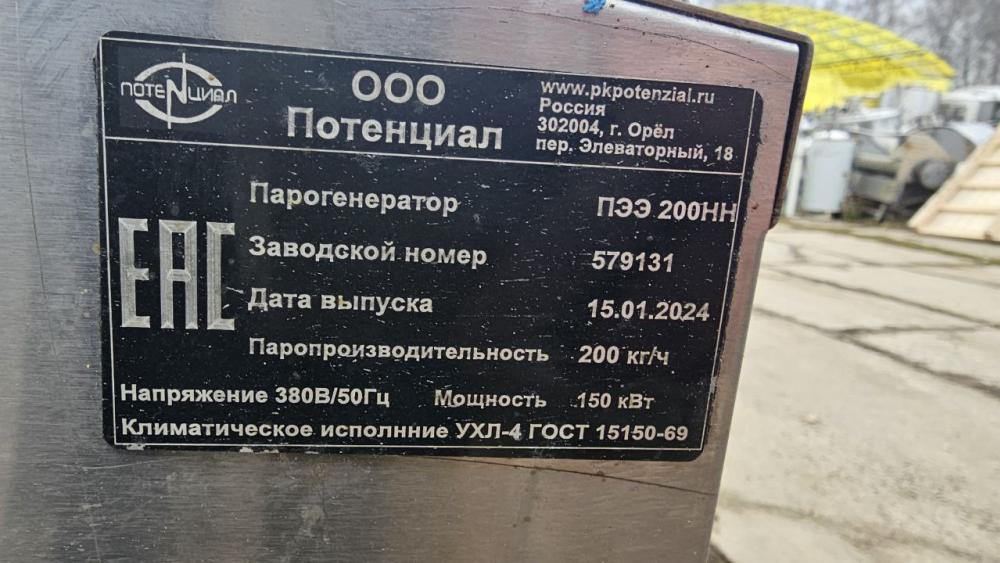 ПОТЕNЦИАЛ
ООО
Потенциал
www.pkpotenzial.ru
Россия
302004, г. Орёл
пер. Элеваторный, 18
Парогенератор ПЭЭ 200НН
EAC
Заводской номер 579131
Дата выпуска 15.01.2024
Паропроизводительность 200 кг/ч
Напряжение 380В/50Гц Мощность 150 кВт
Климатическое исполнние УХЛ-4 ГОСТ 15150-69